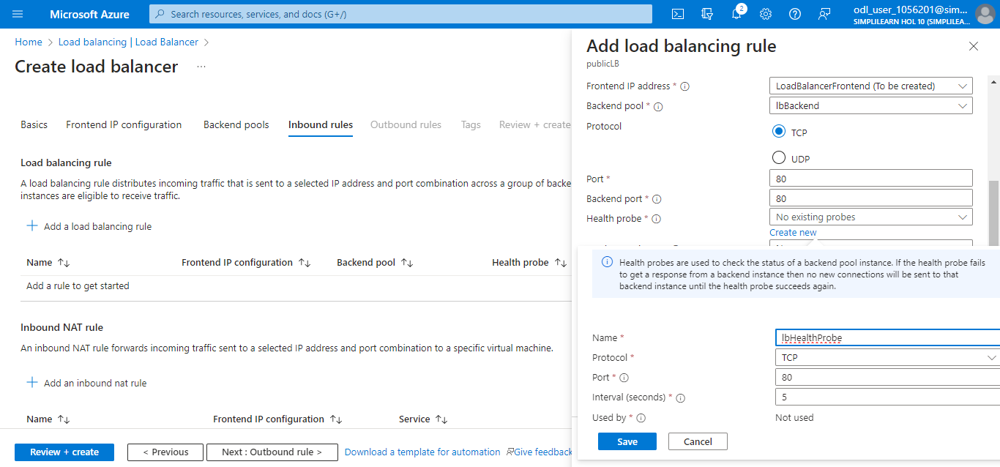 Microsoft Azure
Search resources, services, and docs (G+/)
2
odl_user_1056201@sim...
SIMPLILEARN HOL 10 (SIMPLILEA...
Home > Load balancing | Load Balancer >
Create load balancer ...
Basics Frontend IP configuration Backend pools Inbound rules Outbound rules Tags Review + create
Load balancing rule
A load balancing rule distributes incoming traffic that is sent to a selected IP address and port combination across a group of backe
instances are eligible to receive traffic.
+ Add a load balancing rule
Name ↑↓ Frontend IP configuration ↑↓ Backend pool ↑↓ Health probe ↑↓
Add a rule to get started
Inbound NAT rule
An inbound NAT rule forwards incoming traffic sent to a selected IP address and port combination to a specific virtual machine.
+ Add an inbound nat rule
Name ↑↓ Frontend IP configuration ↑↓ Service ↑↓
Review + create < Previous Next : Outbound rule > Download a template for automation Give feedback
Add load balancing rule
publicLB
Frontend IP address * LoadBalancerFrontend (To be created)
Backend pool * lbBackend
Protocol TCP
UDP
Port * 80
Backend port * 80
Health probe * No existing probes
Create new
Health probes are used to check the status of a backend pool instance. If the health probe fails
to get a response from a backend instance then no new connections will be sent to that
backend instance until the health probe succeeds again.
Name * lbHealthProbe
Protocol * TCP
Port * 80
Interval (seconds) * 5
Used by * Not used
Save Cancel